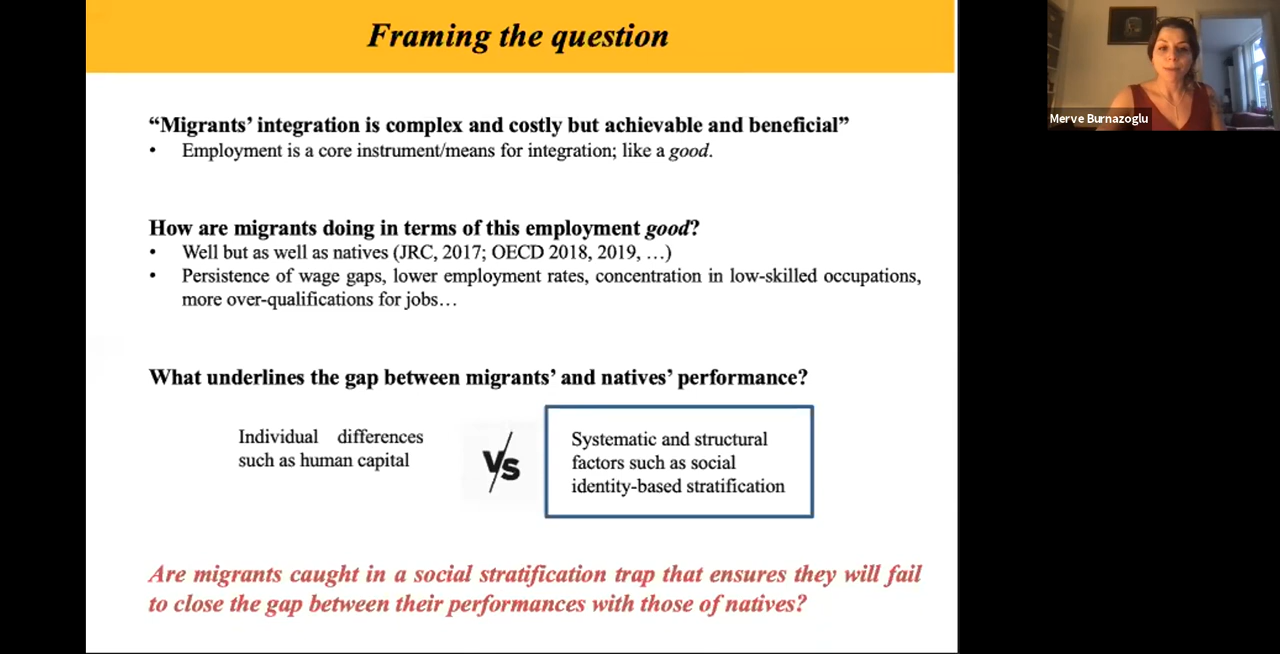 Framing the question
Merve Burnazoglu
“Migrants’ integration is complex and costly but achievable and beneficial”
• Employment is a core instrument/means for integration; like a good.
How are migrants doing in terms of this employment good?
• Well but as well as natives (JRC, 2017; OECD 2018, 2019, …)
• Persistence of wage gaps, lower employment rates, concentration in low-skilled occupations,
more over-qualifications for jobs…
What underlines the gap between migrants’ and natives’ performance?
Individual differences
such as human capital
Vs
Systematic and structural
factors such as social
identity-based stratification
Are migrants caught in a social stratification trap that ensures they will fail
to close the gap between their performances with those of natives?